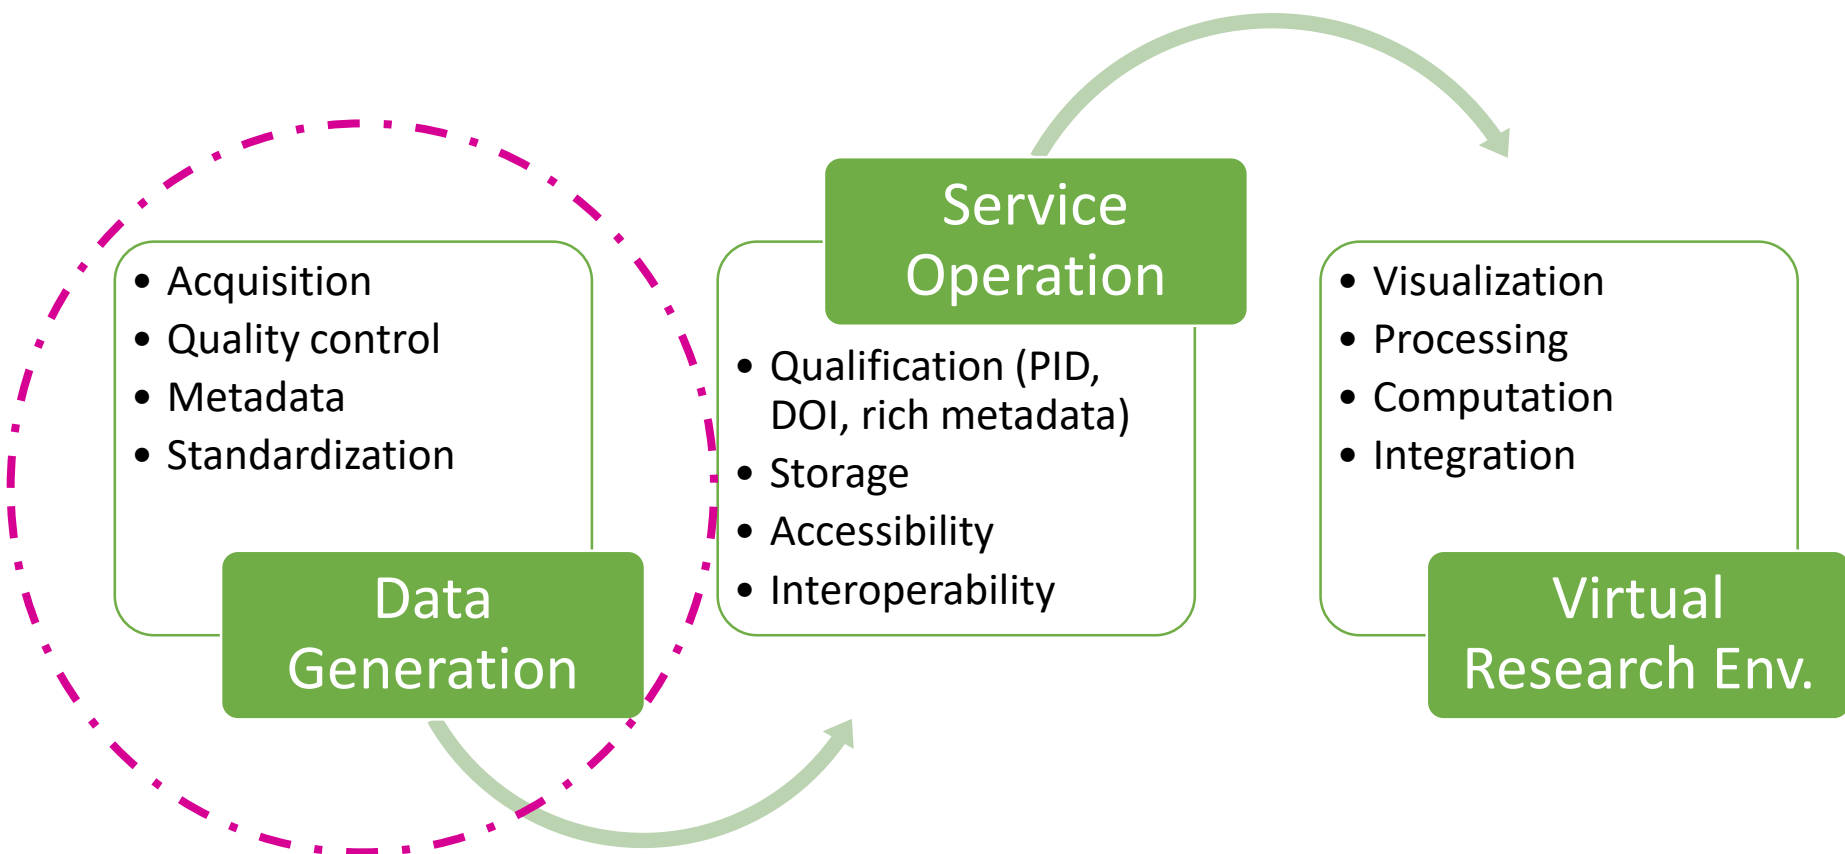 • Acquisition
• Quality control
• Metadata
• Standardization
Data
Generation
Service
Operation
• Qualification (PID,
DOI, rich metadata)
• Storage
• Accessibility
• Interoperability
• Visualization
• Processing
• Computation
• Integration
Virtual
Research Env.